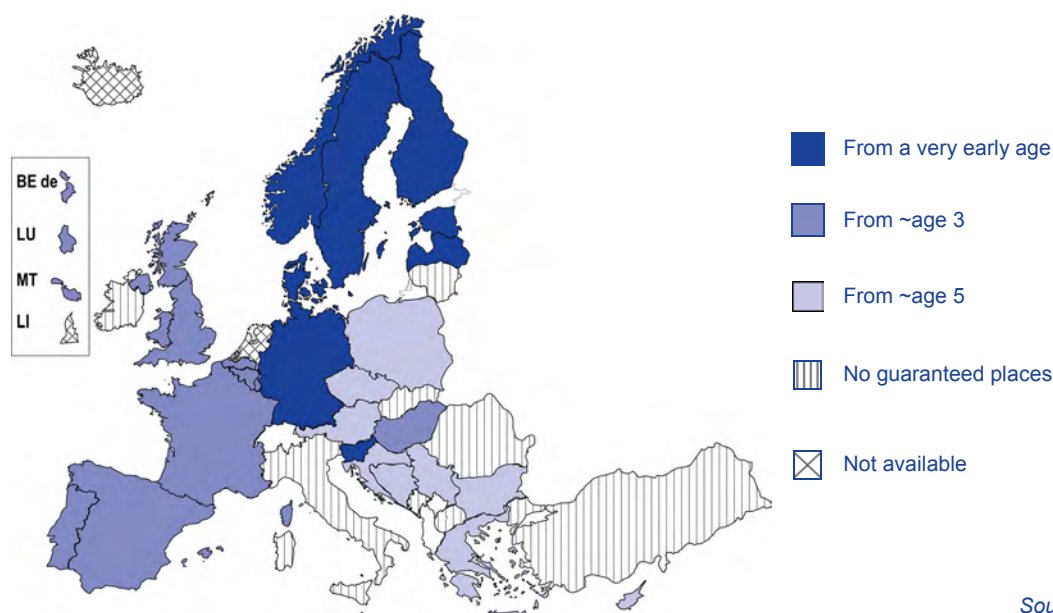 BE de
LU
MT
LI
From a very early age
From ~age 3
From ~age 5
No guaranteed places
Not available
Sou